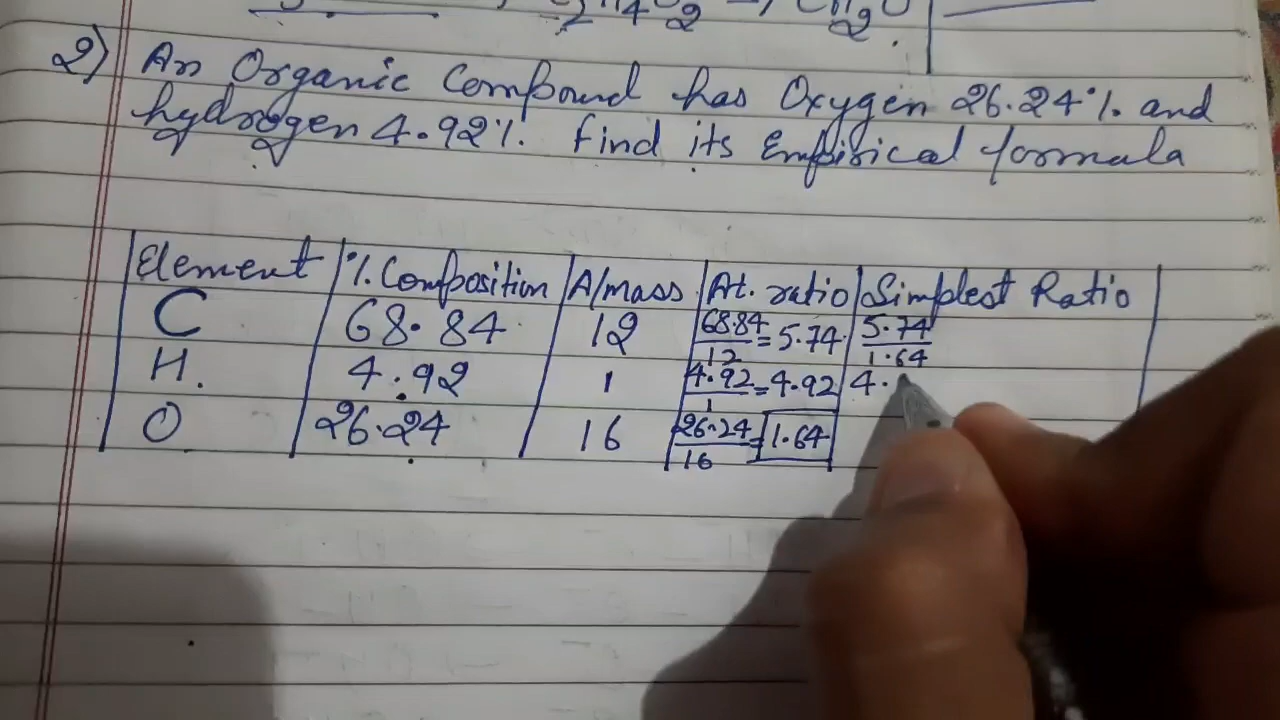 2) An Organic Compound has Oxygen 26.24%. and
hydrogen 4.92%. find its Empirical formula
Element %.Composition A/mass At. ratio Simplest Ratio
C 68.84 12 68.84/12 = 5.74 5.74/1.64
H. 4.92 1 4.92/1 = 4.92 4.
O 26.24 16 26.24/16 = 1.64